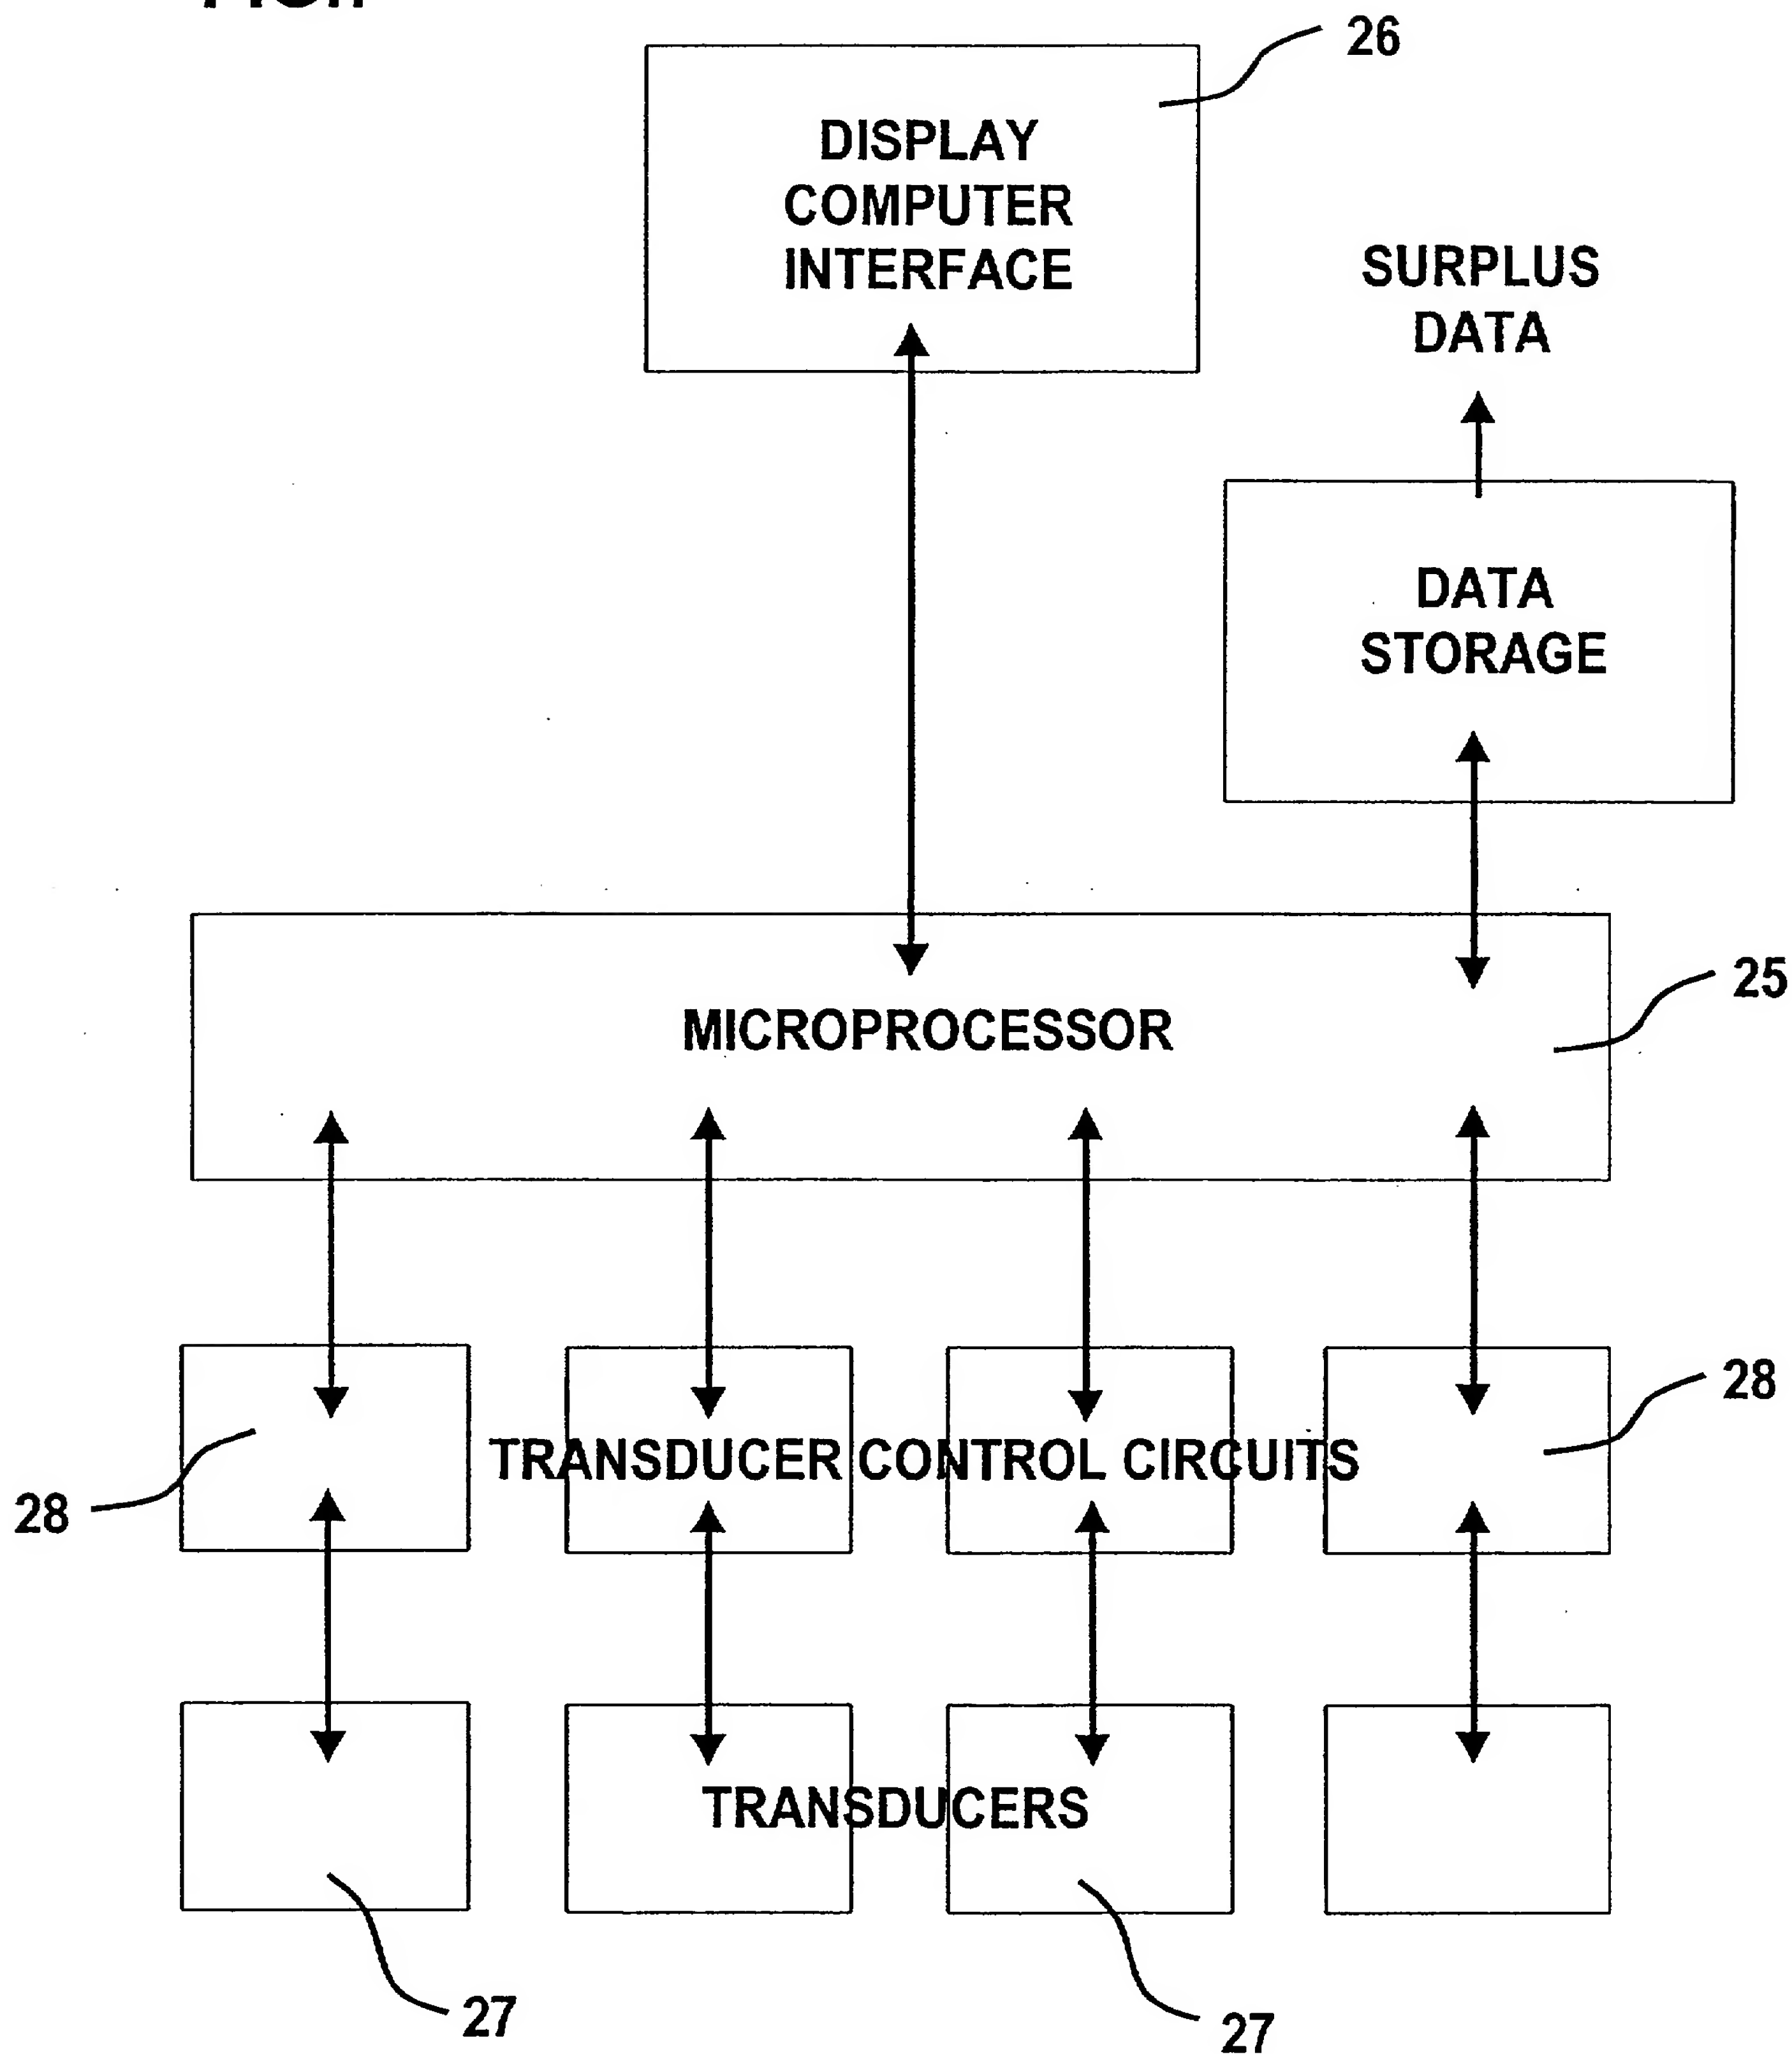 26
DISPLAY
COMPUTER
INTERFACE
SURPLUS
DATA
DATA
STORAGE
25
MICROPROCESSOR
28
TRANSDUCER CONTROL CIRCUITS
28
TRANSDUCERS
27
27